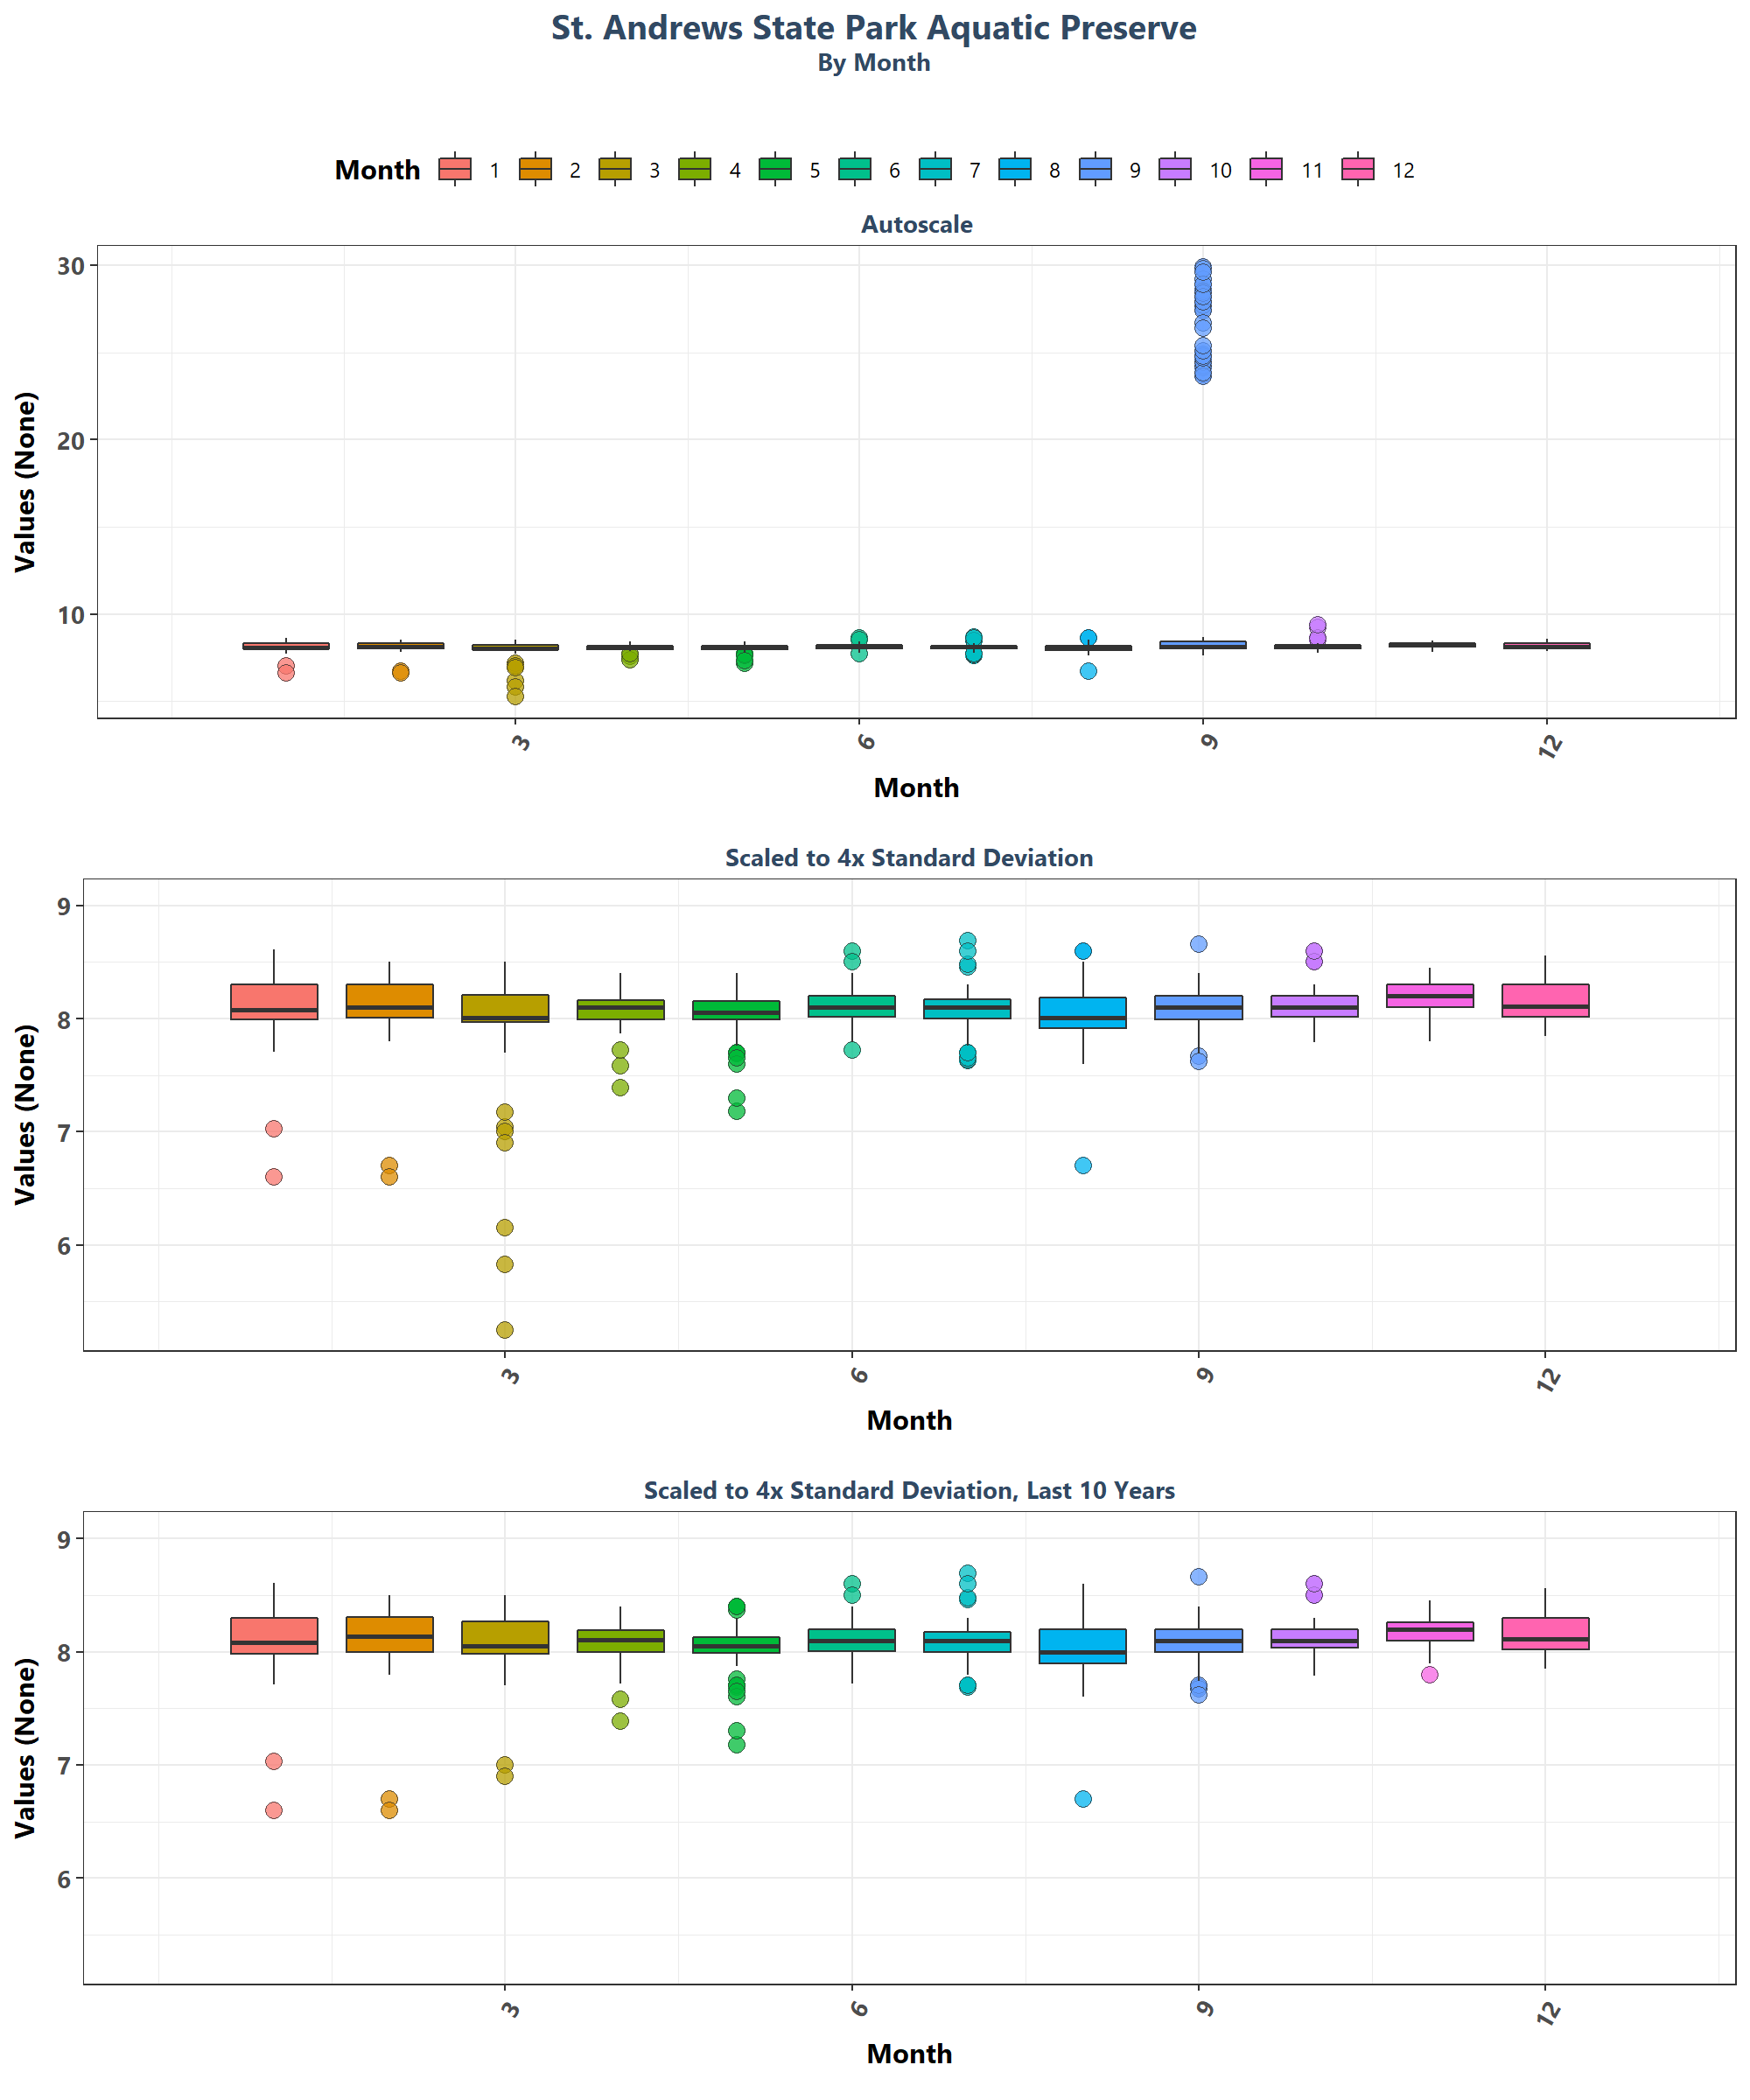 St. Andrews State Park Aquatic Preserve
By Month
Month 1 2 3 4 5 6 7 8 9 10 11 12
Autoscale
Values (None)
30
20
10
3 6 9 12
Month
Scaled to 4x Standard Deviation
Values (None)
9
8
7
6
3 6 9 12
Month
Scaled to 4x Standard Deviation, Last 10 Years
Values (None)
9
8
7
6
3 6 9 12
Month